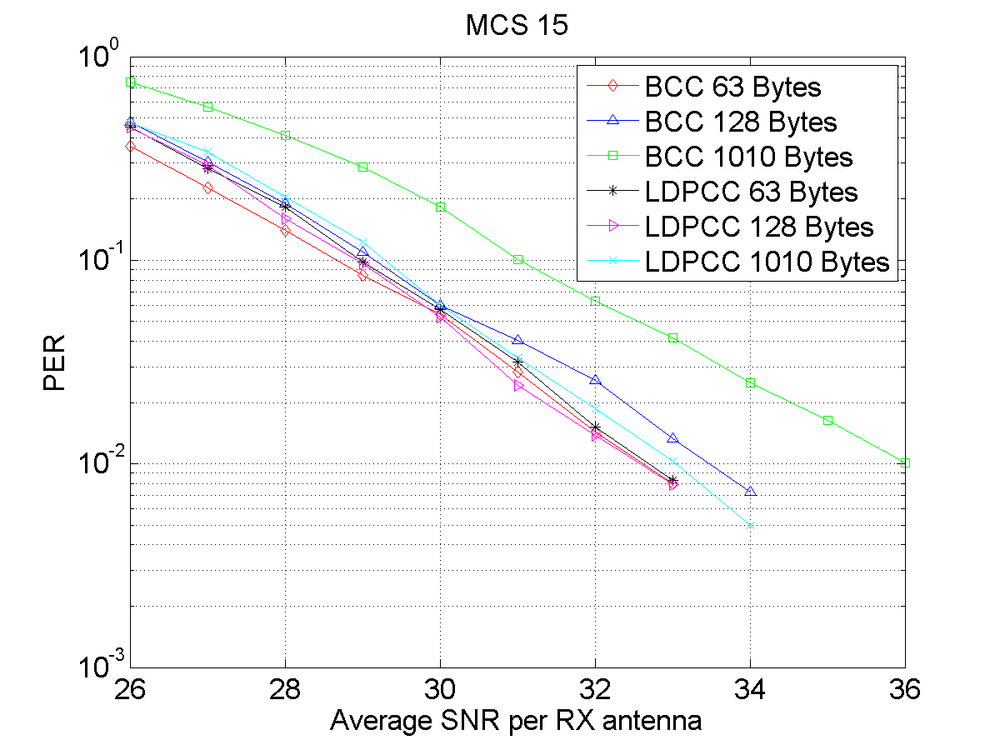 MCS 15
10^0
10^-1
10^-2
10^-3
PER
BCC 63 Bytes
BCC 128 Bytes
BCC 1010 Bytes
LDPCC 63 Bytes
LDPCC 128 Bytes
LDPCC 1010 Bytes
26 28 30 32 34 36
Average SNR per RX antenna